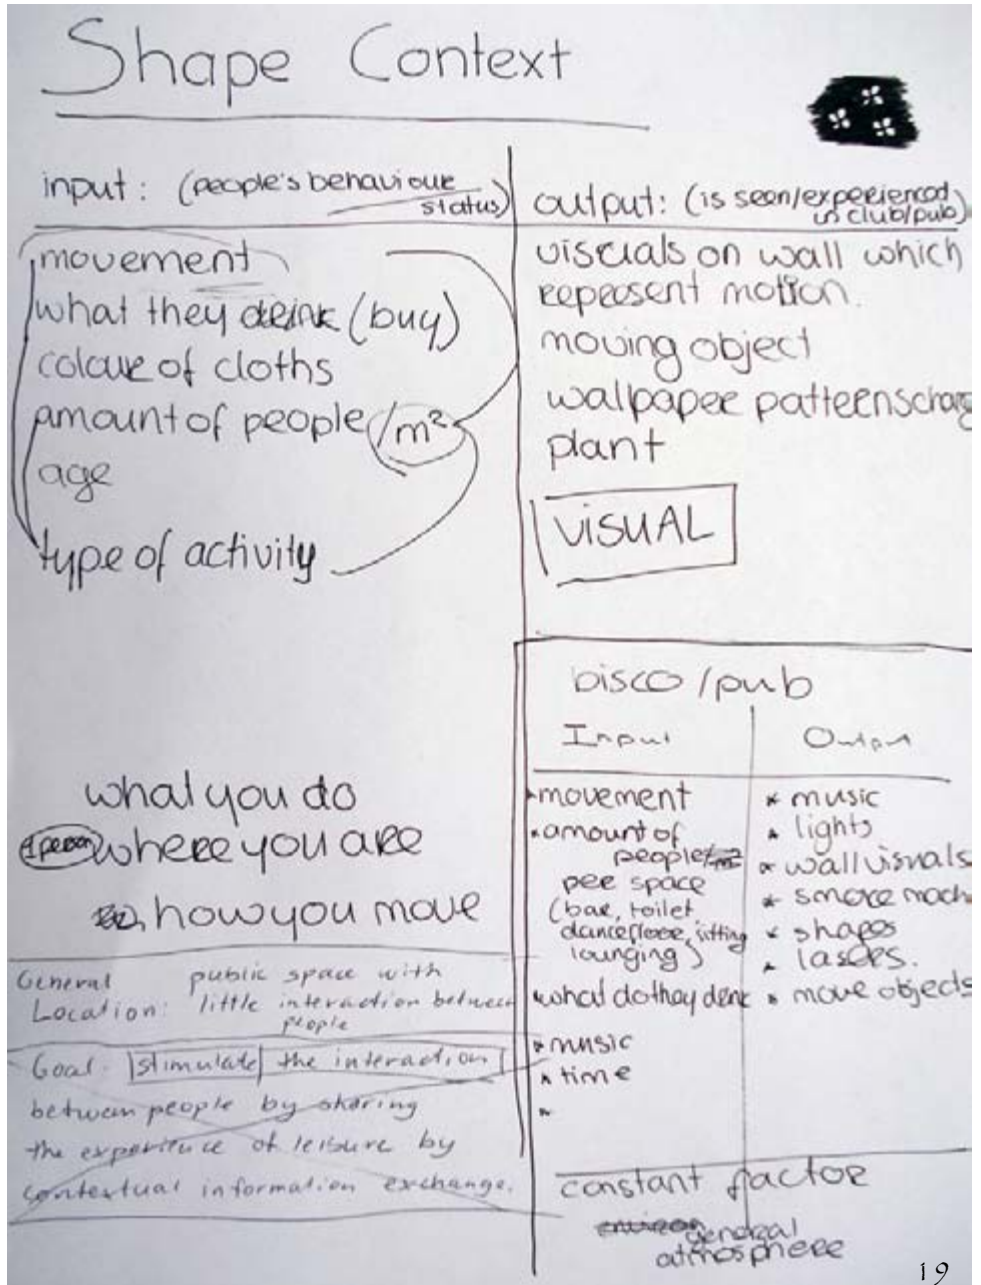 Shape Context
input: (people's behaviour
status)
movement
what they drink (buy)
colour of cloths
amount of people /m²
age
type of activity
output: (is seen/experienced
in club/pub)
visuals on wall which
represent motion.
moving object
wallpaper patterns chang
plant
VISUAL
what you do
1 person where you are
how you move
General public space with
Location: little interaction between
people
Goal: stimulate the interaction
between people by sharing
the experience of leisure by
contextual information exchange.
Disco / pub
Input
movement
amount of
people/m²
per space
(bar, toilet
dancefloor, sitting
lounging)
what do they drink
music
time
Output
* music
* lights
* wall visuals
* smoke mach
* shapes
* lasers.
* move objects
constant factor
general
atmosphere
19